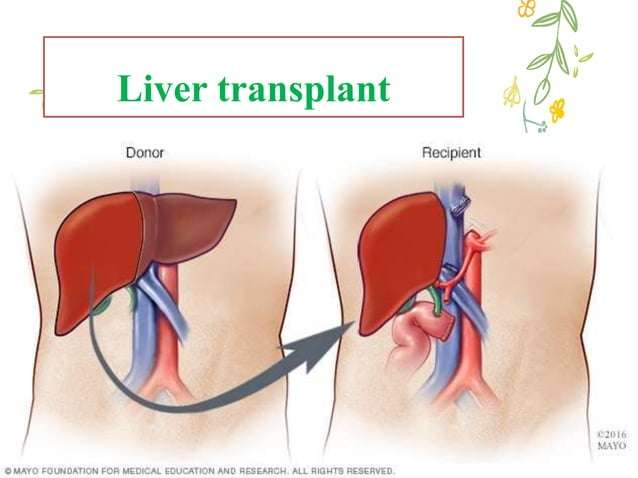 Liver transplant
Donor
Recipient
©2016
MAYO
© MAYO FOUNDATION FOR MEDICAL EDUCATION AND RESEARCH. ALL RIGHTS RESERVED.